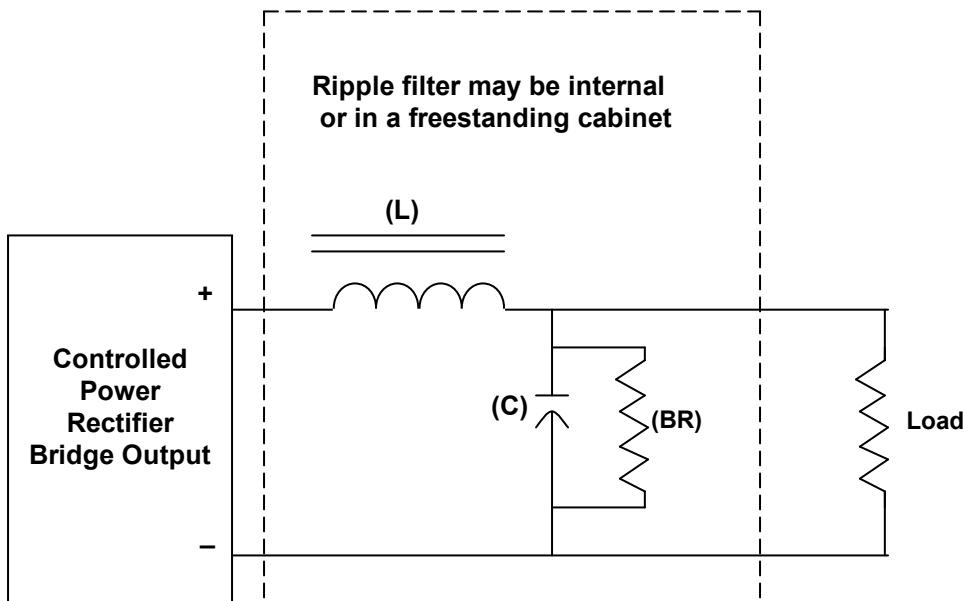 Ripple filter may be internal
or in a freestanding cabinet
(L)
+
Controlled
Power
Rectifier
Bridge Output
(C)
(BR)
Load
–